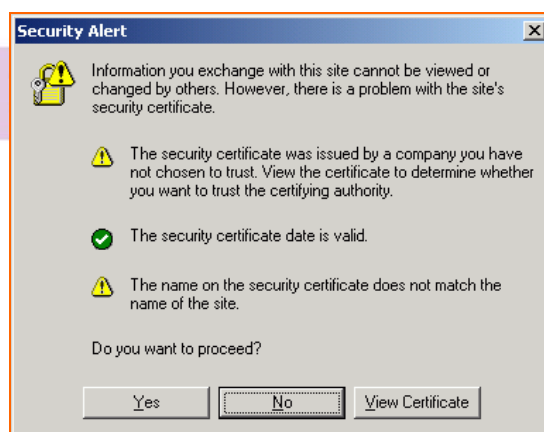 Security Alert
Information you exchange with this site cannot be viewed or
changed by others. However, there is a problem with the site's
security certificate.
The security certificate was issued by a company you have
not chosen to trust. View the certificate to determine whether
you want to trust the certifying authority.
The security certificate date is valid.
The name on the security certificate does not match the
name of the site.
Do you want to proceed?
Yes No View Certificate